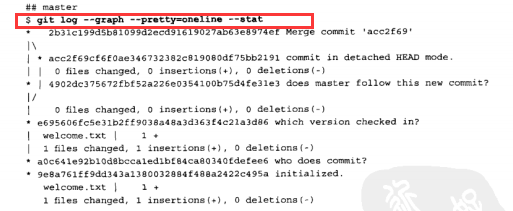 ## master
$ git log --graph --pretty=oneline --stat
*   2b31c199d5b81099d2ecd91619027ab63e8974ef Merge commit 'acc2f69'
|\
| * acc2f69cf6f0ae346732382c819080df75bb2191 commit in detached HEAD mode.
| |  0 files changed, 0 insertions(+), 0 deletions(-)
* | 4902dc375672fbf52a226e0354100b75d4fe31e3 does master follow this new commit?
|/
|    0 files changed, 0 insertions(+), 0 deletions(-)
* e695606fc5e31b2ff9038a48a3d363f4c21a3d86 which version checked in?
|  welcome.txt |    1 +
|  1 files changed, 1 insertions(+), 0 deletions(-)
* a0c641e92b10d8bcca1ed1bf84ca80340fdefee6 who does commit?
* 9e8a761ff9dd343a1380032884f488a2422c495a initialized.
   welcome.txt |    1 +
   1 files changed, 1 insertions(+), 0 deletions(-)